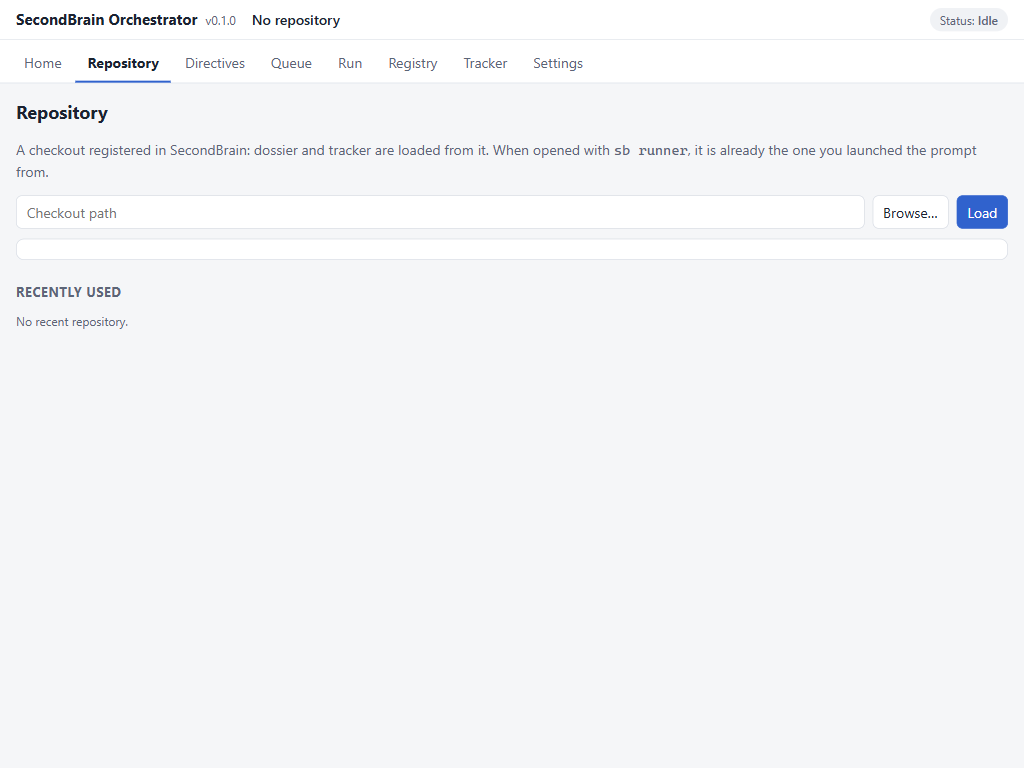 SecondBrain Orchestrator v0.1.0 No repository Status: Idle
Home Repository Directives Queue Run Registry Tracker Settings
Repository
A checkout registered in SecondBrain: dossier and tracker are loaded from it. When opened with sb runner, it is already the one you launched the prompt
from.
Checkout path Browse... Load
RECENTLY USED
No recent repository.